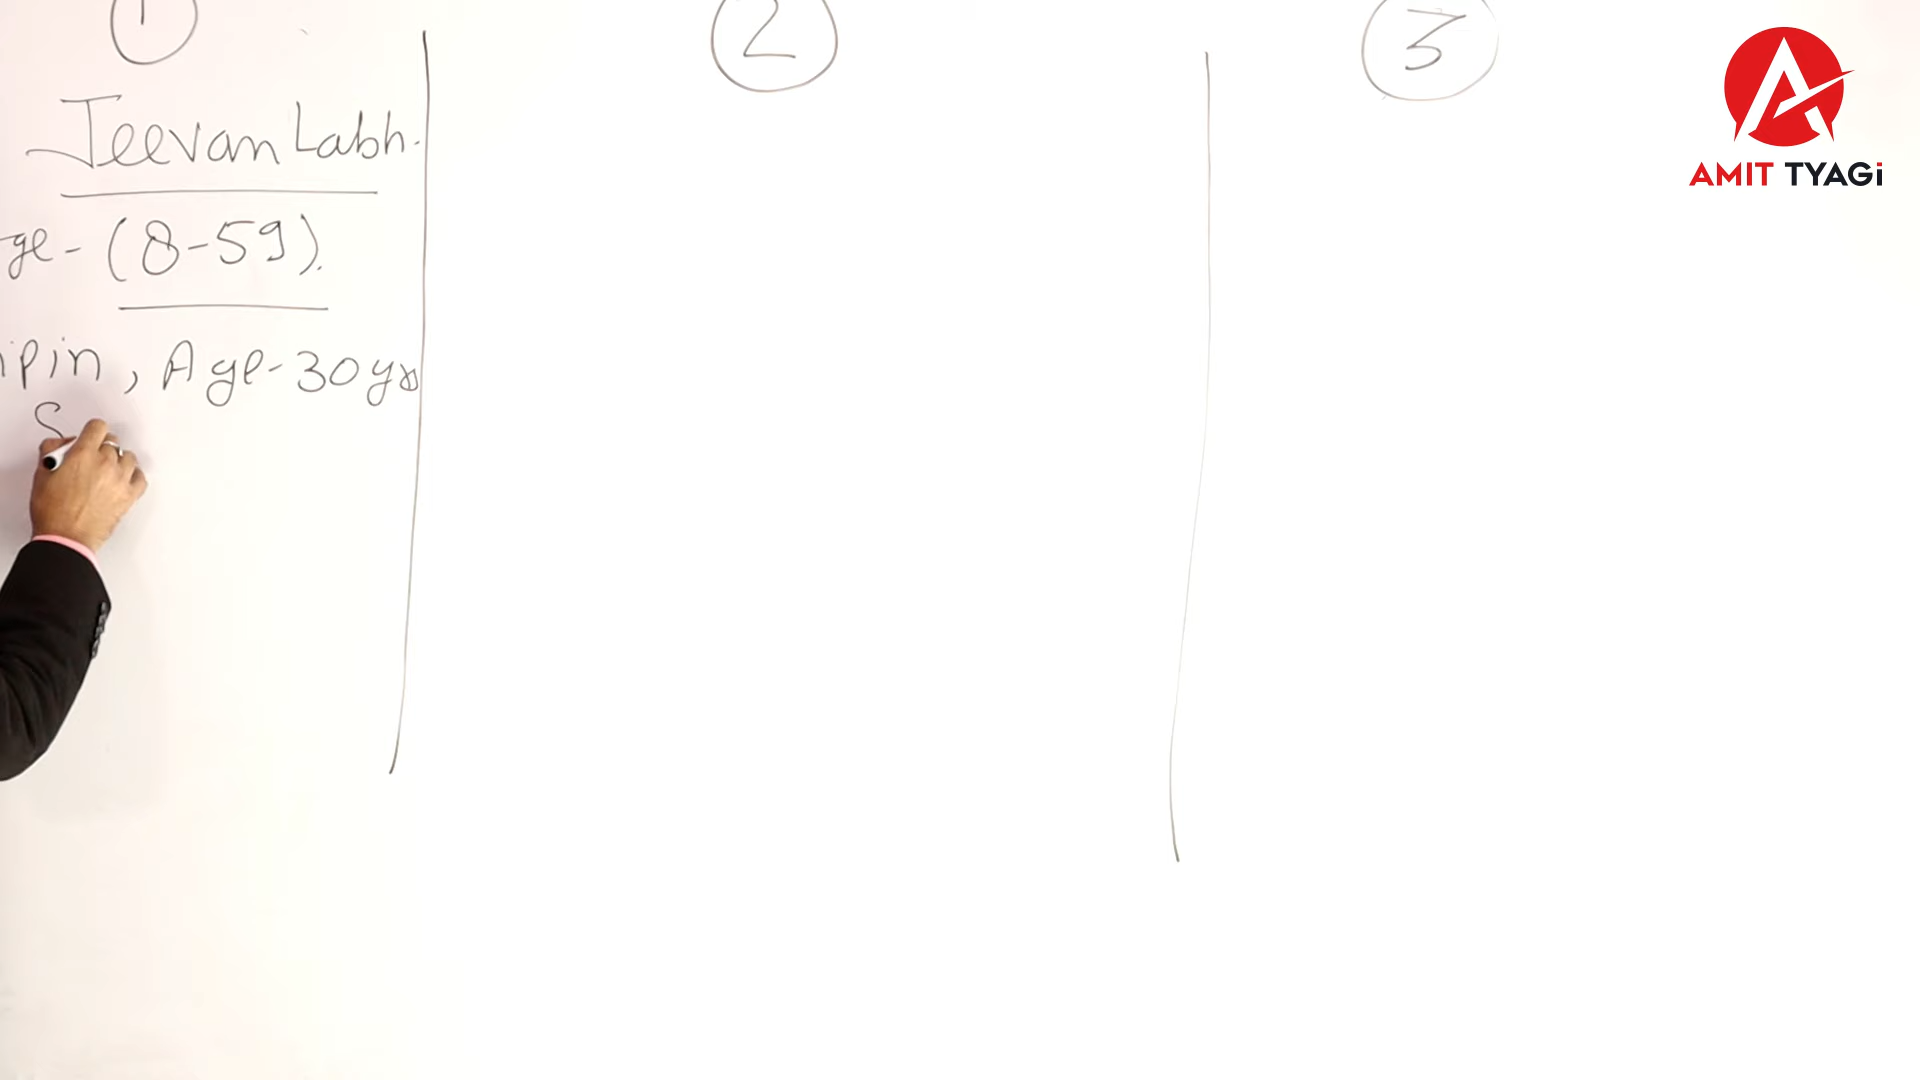 1
Jeevan Labh.
ge - (8-59).
ipin, Age - 30 yrs
S
2
3
AMIT TYAGi